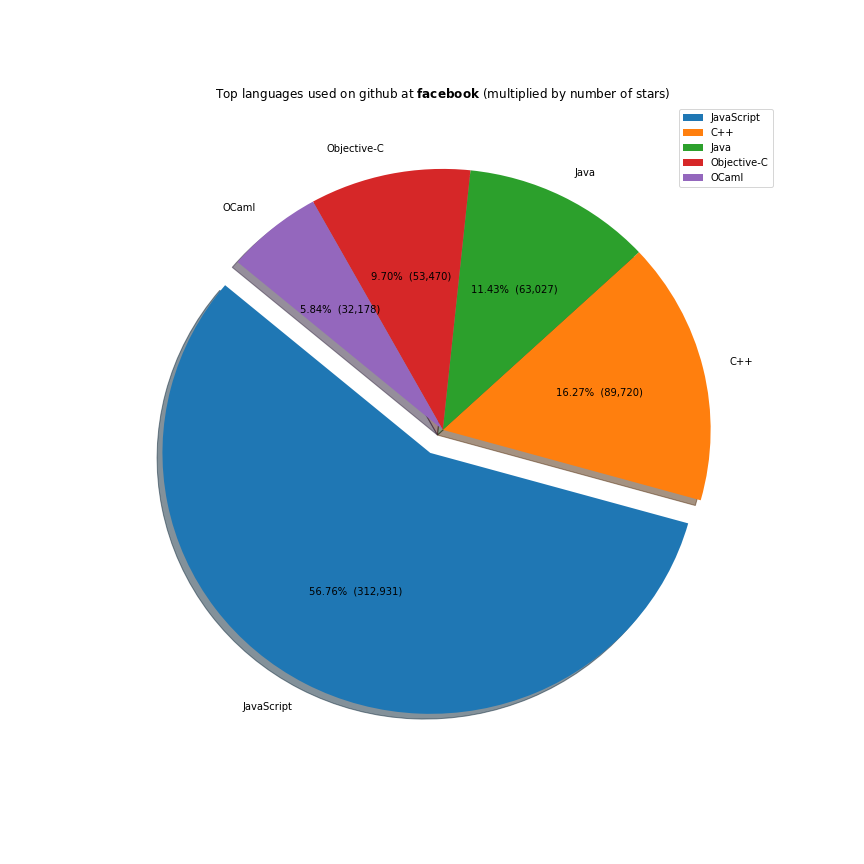 Top languages used on github at facebook (multiplied by number of stars)
JavaScript
C++
Java
Objective-C
OCaml
Objective-C
Java
OCaml
9.70% (53,470)
11.43% (63,027)
5.84% (32,178)
C++
16.27% (89,720)
56.76% (312,931)
JavaScript